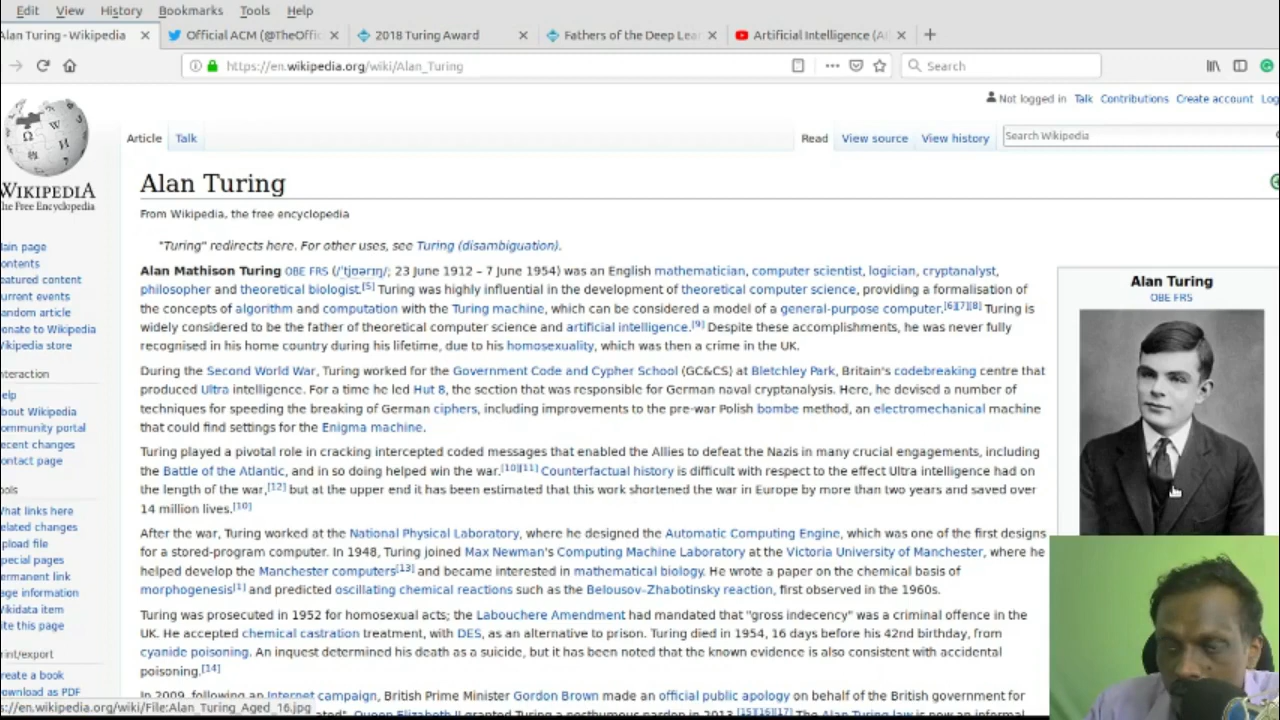 Edit View History Bookmarks Tools Help
Alan Turing - Wikipedia Official ACM (@TheOffic 2018 Turing Award Fathers of the Deep Lea Artificial Intelligence (A
https://en.wikipedia.org/wiki/Alan_Turing Search
Not logged in Talk Contributions Create account Log
Article Talk Read View source View history Search Wikipedia
WIKIPEDIA
The Free Encyclopedia
Main page
Contents
Featured content
Current events
Random article
Donate to Wikipedia
Wikipedia store
Interaction
Help
About Wikipedia
Community portal
Recent changes
Contact page
Tools
What links here
Related changes
Upload file
Special pages
Permanent link
Page information
Wikidata item
Cite this page
Print/export
Create a book
Download as PDF
Alan Turing
From Wikipedia, the free encyclopedia
"Turing" redirects here. For other uses, see Turing (disambiguation).
Alan Mathison Turing OBE FRS (/ˈtjʊərɪŋ/; 23 June 1912 – 7 June 1954) was an English mathematician, computer scientist, logician, cryptanalyst,
philosopher and theoretical biologist.[5] Turing was highly influential in the development of theoretical computer science, providing a formalisation of
the concepts of algorithm and computation with the Turing machine, which can be considered a model of a general-purpose computer.[6][7][8] Turing is
widely considered to be the father of theoretical computer science and artificial intelligence.[9] Despite these accomplishments, he was never fully
recognised in his home country during his lifetime, due to his homosexuality, which was then a crime in the UK.
During the Second World War, Turing worked for the Government Code and Cypher School (GC&CS) at Bletchley Park, Britain's codebreaking centre that
produced Ultra intelligence. For a time he led Hut 8, the section that was responsible for German naval cryptanalysis. Here, he devised a number of
techniques for speeding the breaking of German ciphers, including improvements to the pre-war Polish bombe method, an electromechanical machine
that could find settings for the Enigma machine.
Turing played a pivotal role in cracking intercepted coded messages that enabled the Allies to defeat the Nazis in many crucial engagements, including
the Battle of the Atlantic, and in so doing helped win the war.[10][11] Counterfactual history is difficult with respect to the effect Ultra intelligence had on
the length of the war,[12] but at the upper end it has been estimated that this work shortened the war in Europe by more than two years and saved over
14 million lives.[10]
After the war, Turing worked at the National Physical Laboratory, where he designed the Automatic Computing Engine, which was one of the first designs
for a stored-program computer. In 1948, Turing joined Max Newman's Computing Machine Laboratory at the Victoria University of Manchester, where he
helped develop the Manchester computers[13] and became interested in mathematical biology. He wrote a paper on the chemical basis of
morphogenesis[1] and predicted oscillating chemical reactions such as the Belousov–Zhabotinsky reaction, first observed in the 1960s.
Turing was prosecuted in 1952 for homosexual acts; the Labouchere Amendment had mandated that "gross indecency" was a criminal offence in the
UK. He accepted chemical castration treatment, with DES, as an alternative to prison. Turing died in 1954, 16 days before his 42nd birthday, from
cyanide poisoning. An inquest determined his death as a suicide, but it has been noted that the known evidence is also consistent with accidental
poisoning.[14]
In 2009, following an Internet campaign, British Prime Minister Gordon Brown made an official public apology on behalf of the British government for
Queen Elizabeth II granted Turing a posthumous pardon in 2013.[15][16][17] The Alan Turing law is now an informal
Alan Turing
OBE FRS
s://en.wikipedia.org/wiki/File:Alan_Turing_Aged_16.jpg